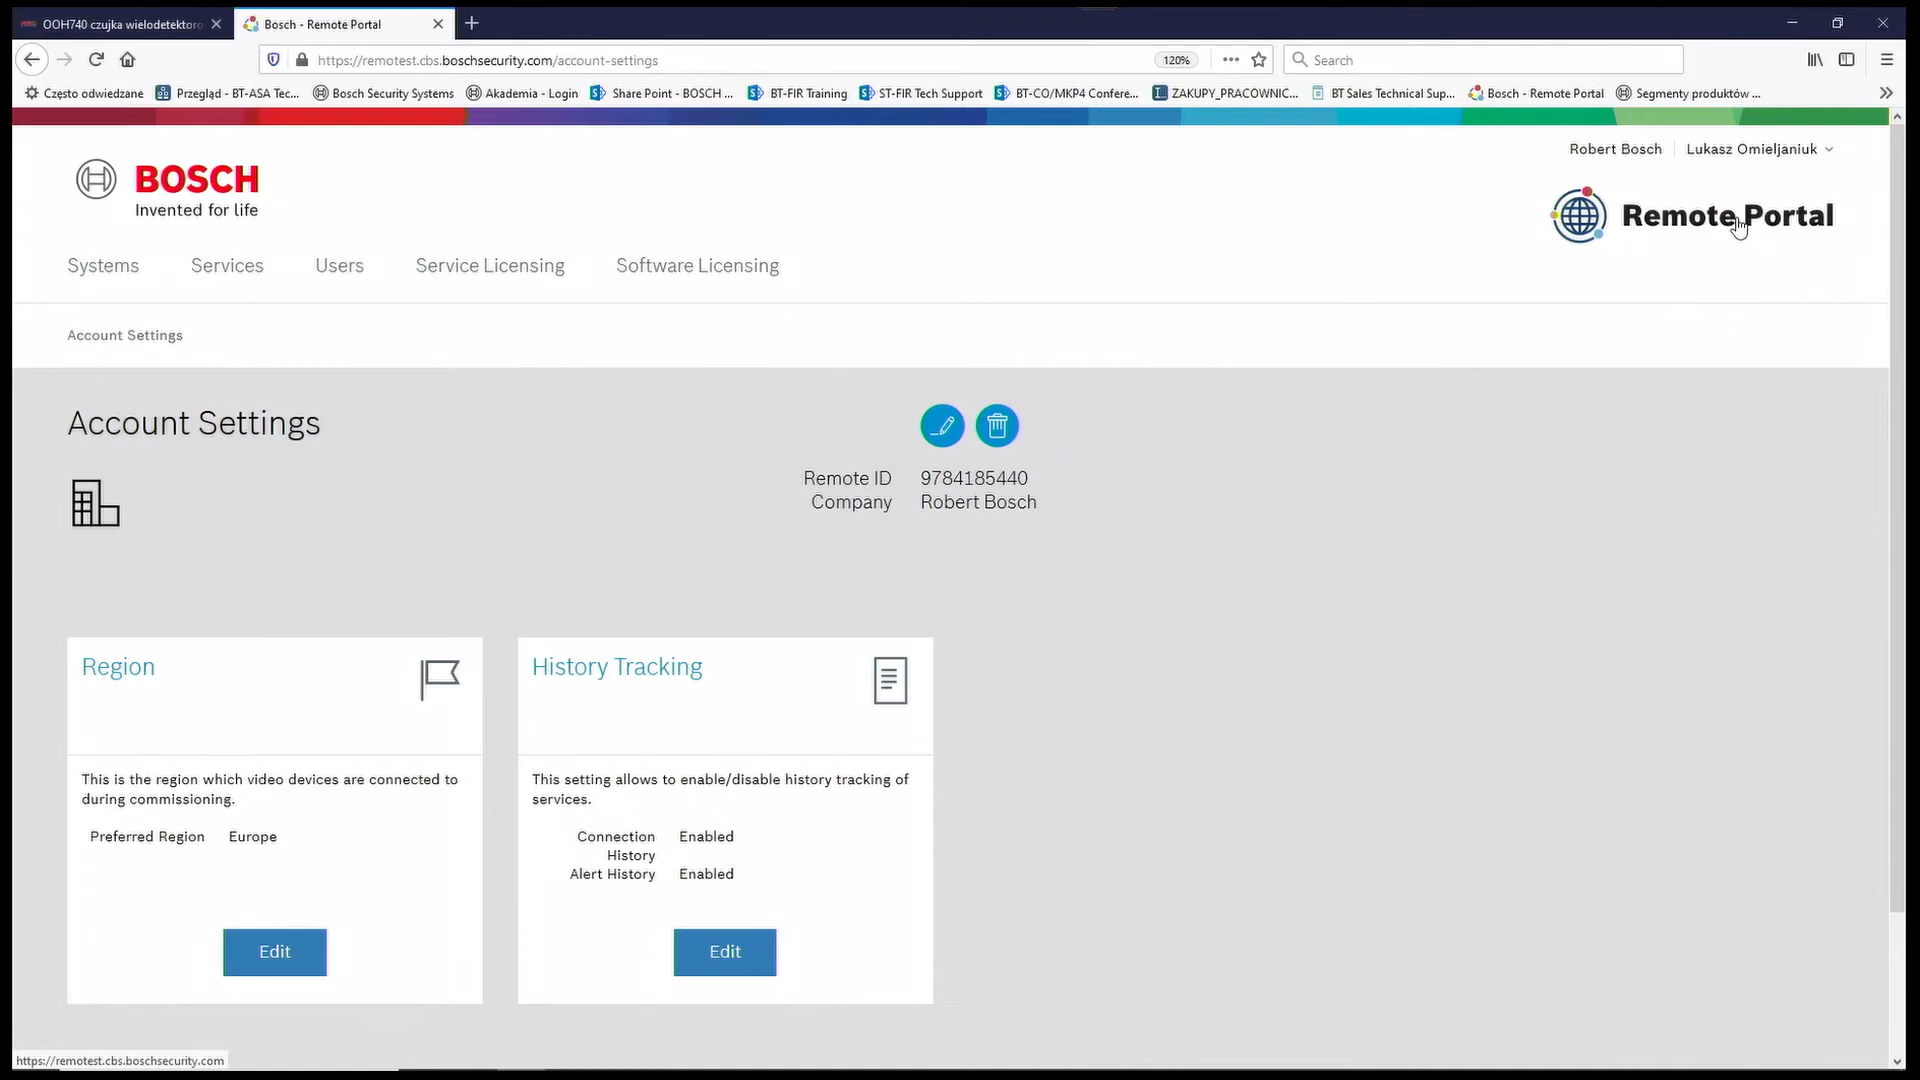 OOH740 czujka wielodetektoro
Bosch - Remote Portal
https://remotest.cbs.boschsecurity.com/account-settings
120%
Search
Często odwiedzane
Przegląd - BT-ASA Tec...
Bosch Security Systems
Akademia - Login
Share Point - BOSCH ...
BT-FIR Training
ST-FIR Tech Support
BT-CO/MKP4 Confere...
ZAKUPY_PRACOWNIC...
BT Sales Technical Sup...
Bosch - Remote Portal
Segmenty produktów ...
Robert Bosch
Lukasz Omieljaniuk
BOSCH
Invented for life
Remote Portal
Systems
Services
Users
Service Licensing
Software Licensing
Account Settings
Account Settings
Remote ID 9784185440
Company Robert Bosch
Region
This is the region which video devices are connected to
during commissioning.
Preferred Region Europe
Edit
History Tracking
This setting allows to enable/disable history tracking of
services.
Connection Enabled
History
Alert History Enabled
Edit
https://remotest.cbs.boschsecurity.com